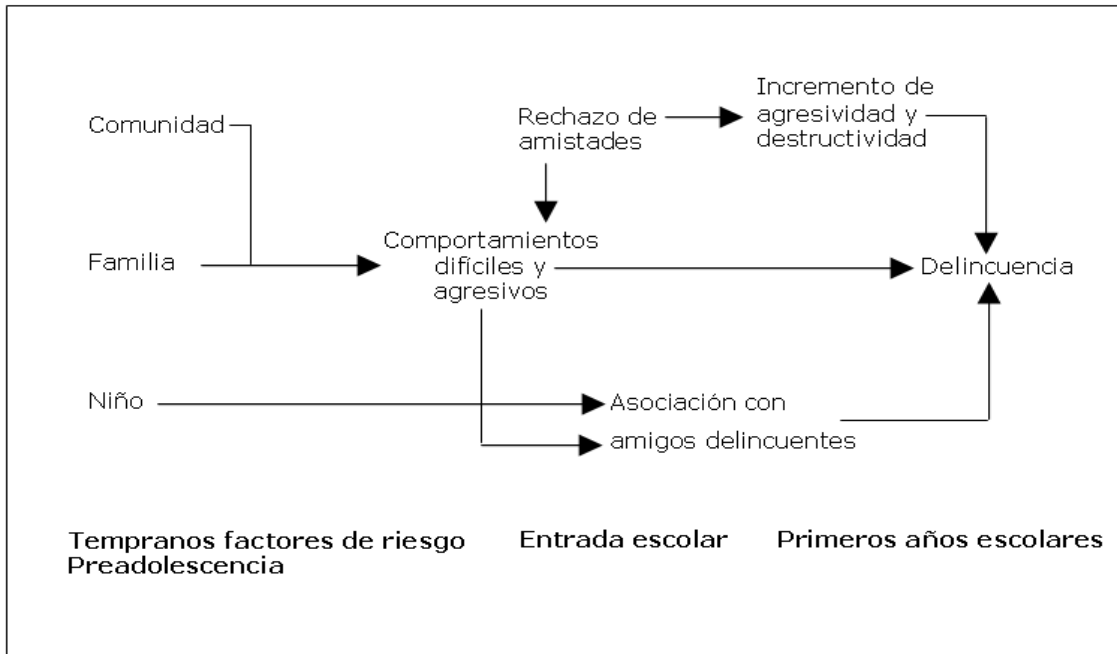 Comunidad
Rechazo de
amistades
Incremento de
agresividad y
destructividad
Familia
Comportamientos
difíciles y
agresivos
Delincuencia
Niño
Asociación con
amigos delincuentes
Tempranos factores de riesgo
Preadolescencia
Entrada escolar
Primeros años escolares